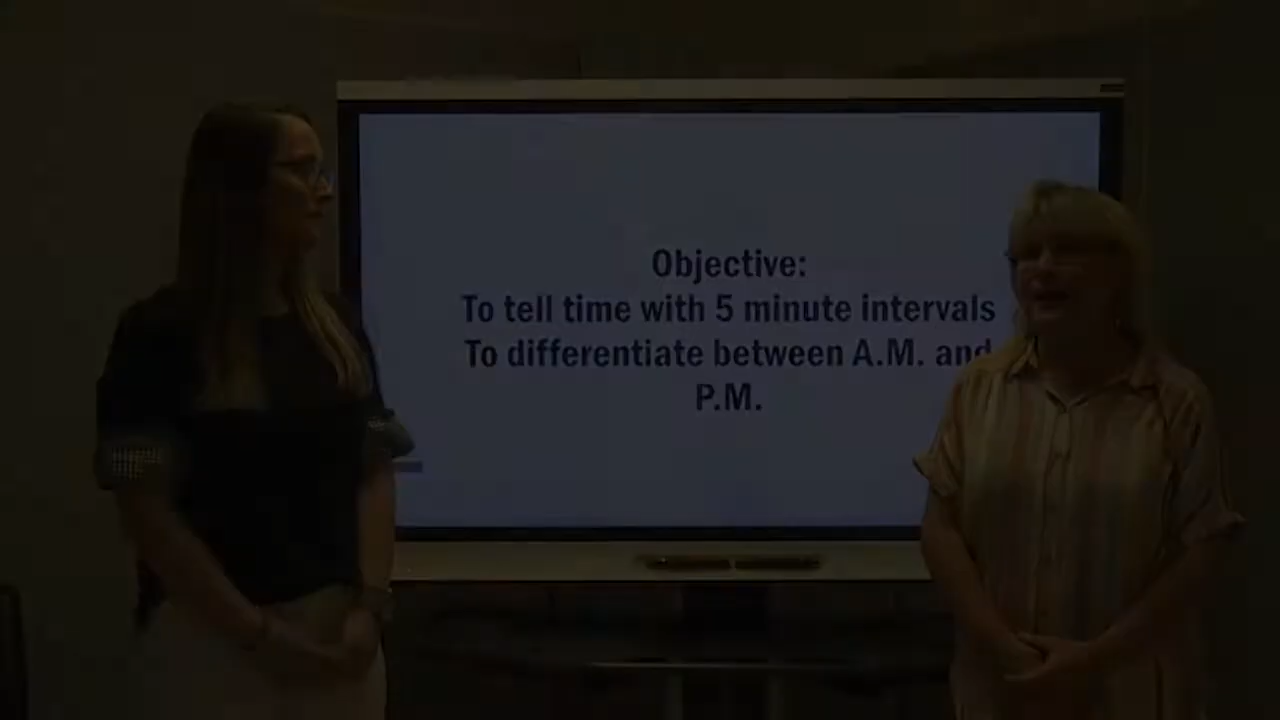 Objective:
To tell time with 5 minute intervals
To differentiate between A.M. and
P.M.